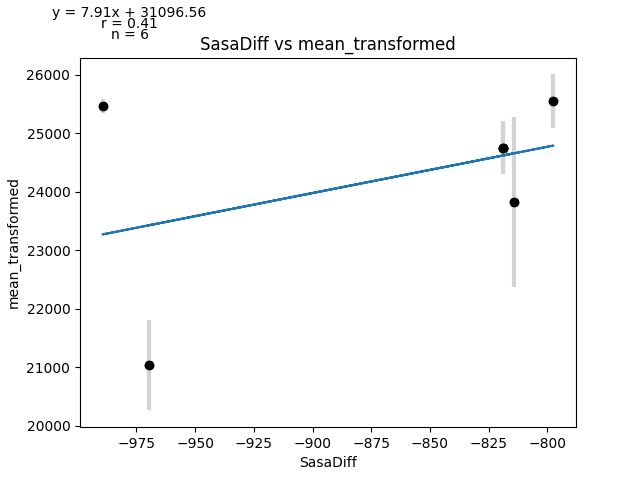 y = 7.91x + 31096.56
r = 0.41
n = 6
SasaDiff vs mean_transformed
26000
25000
24000
23000
22000
21000
20000
mean_transformed
−975
−950
−925
−900
−875
−850
−825
−800
SasaDiff